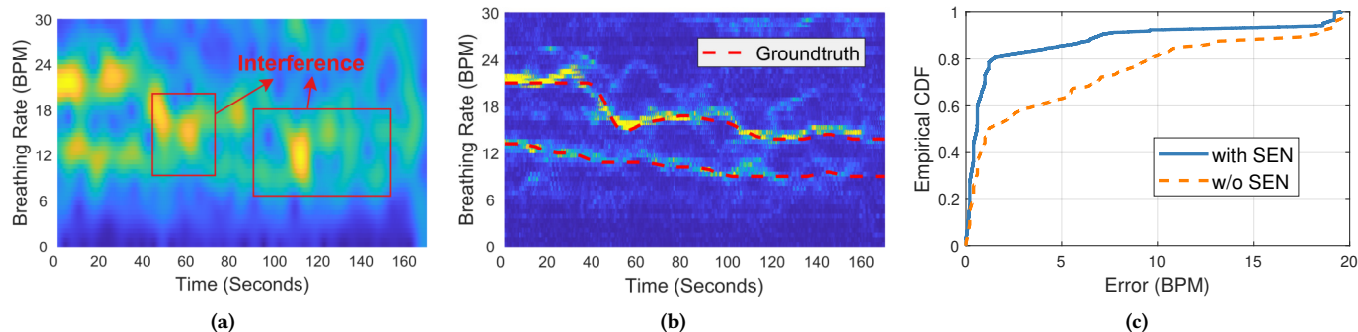 30
24
18
12
6
0
Breathing Rate (BPM)
Interference
0 20 40 60 80 100 120 140 160
Time (Seconds)
(a)
30
24
18
12
6
0
Breathing Rate (BPM)
Groundtruth
0 20 40 60 80 100 120 140 160
Time (Seconds)
(b)
1
0.8
0.6
0.4
0.2
0
Empirical CDF
with SEN
w/o SEN
0 5 10 15 20
Error (BPM)
(c)